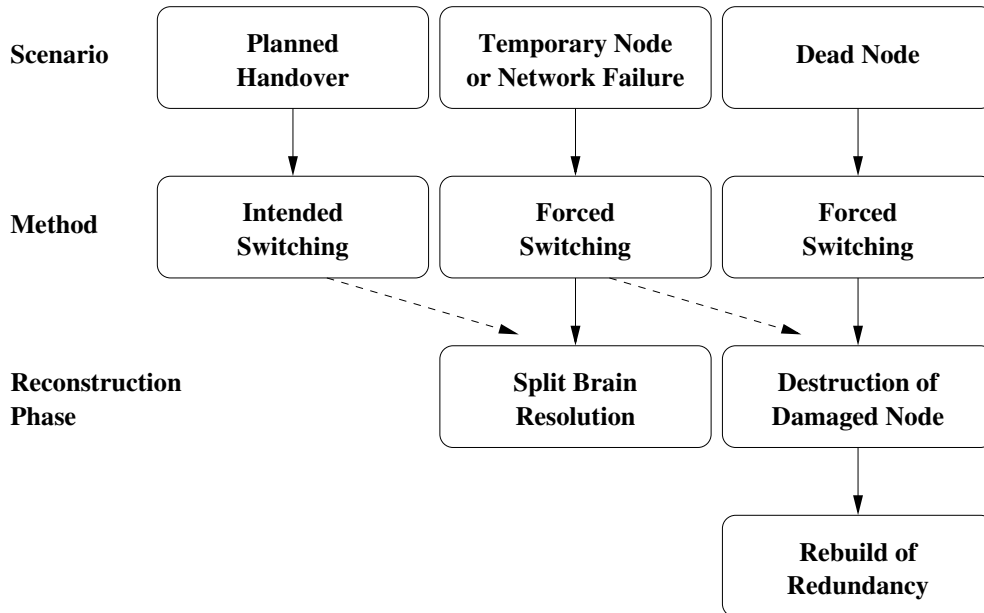 Scenario
Planned
Handover
Temporary Node
or Network Failure
Dead Node
Method
Intended
Switching
Forced
Switching
Forced
Switching
Reconstruction
Phase
Split Brain
Resolution
Destruction of
Damaged Node
Rebuild of
Redundancy